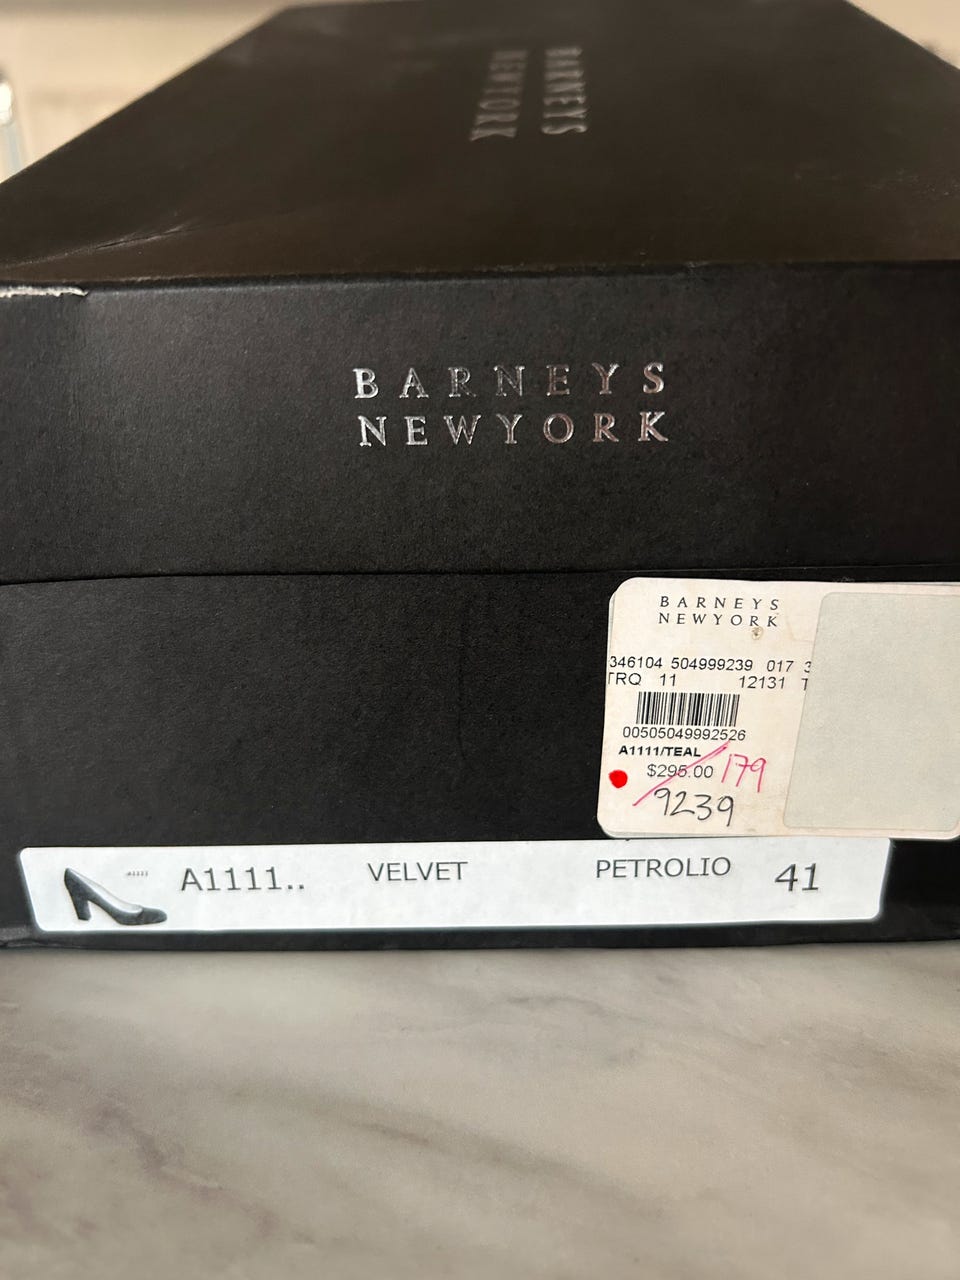 BARNEYS
NEWYORK
BARNEYS
NEWYORK
BARNEYS
NEWYORK
346104 504999239 017 3
TRQ 11 12131 T
00505049992526
A1111/TEAL
$295.00 179
9239
A1111.. VELVET PETROLIO 41